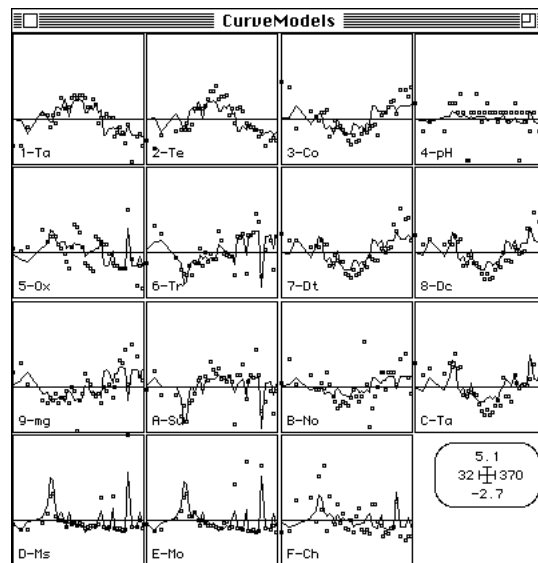 CurveModels
1-Ta
2-Te
3-Co
4-pH
5-Ox
6-Tr
7-Dt
8-Dc
9-mg
A-SO
B-No
C-Ta
5.1
32 370
-2.7
D-Ms
E-Mo
F-Ch